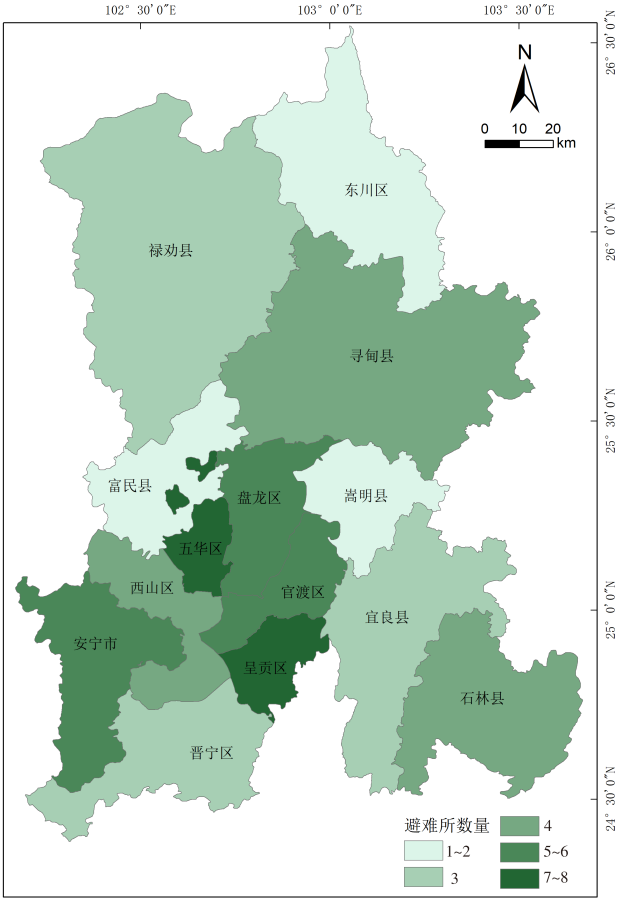 102° 30′0″E
103° 0′0″E
103° 30′0″E
26° 30′0″N
N
0 10 20
km
东川区
26° 0′0″N
禄劝县
寻甸县
25° 30′0″N
富民县
盘龙区
嵩明县
五华区
西山区
官渡区
25° 0′0″N
宜良县
安宁市
呈贡区
石林县
晋宁区
24° 30′0″N
避难所数量
1~2
3
4
5~6
7~8